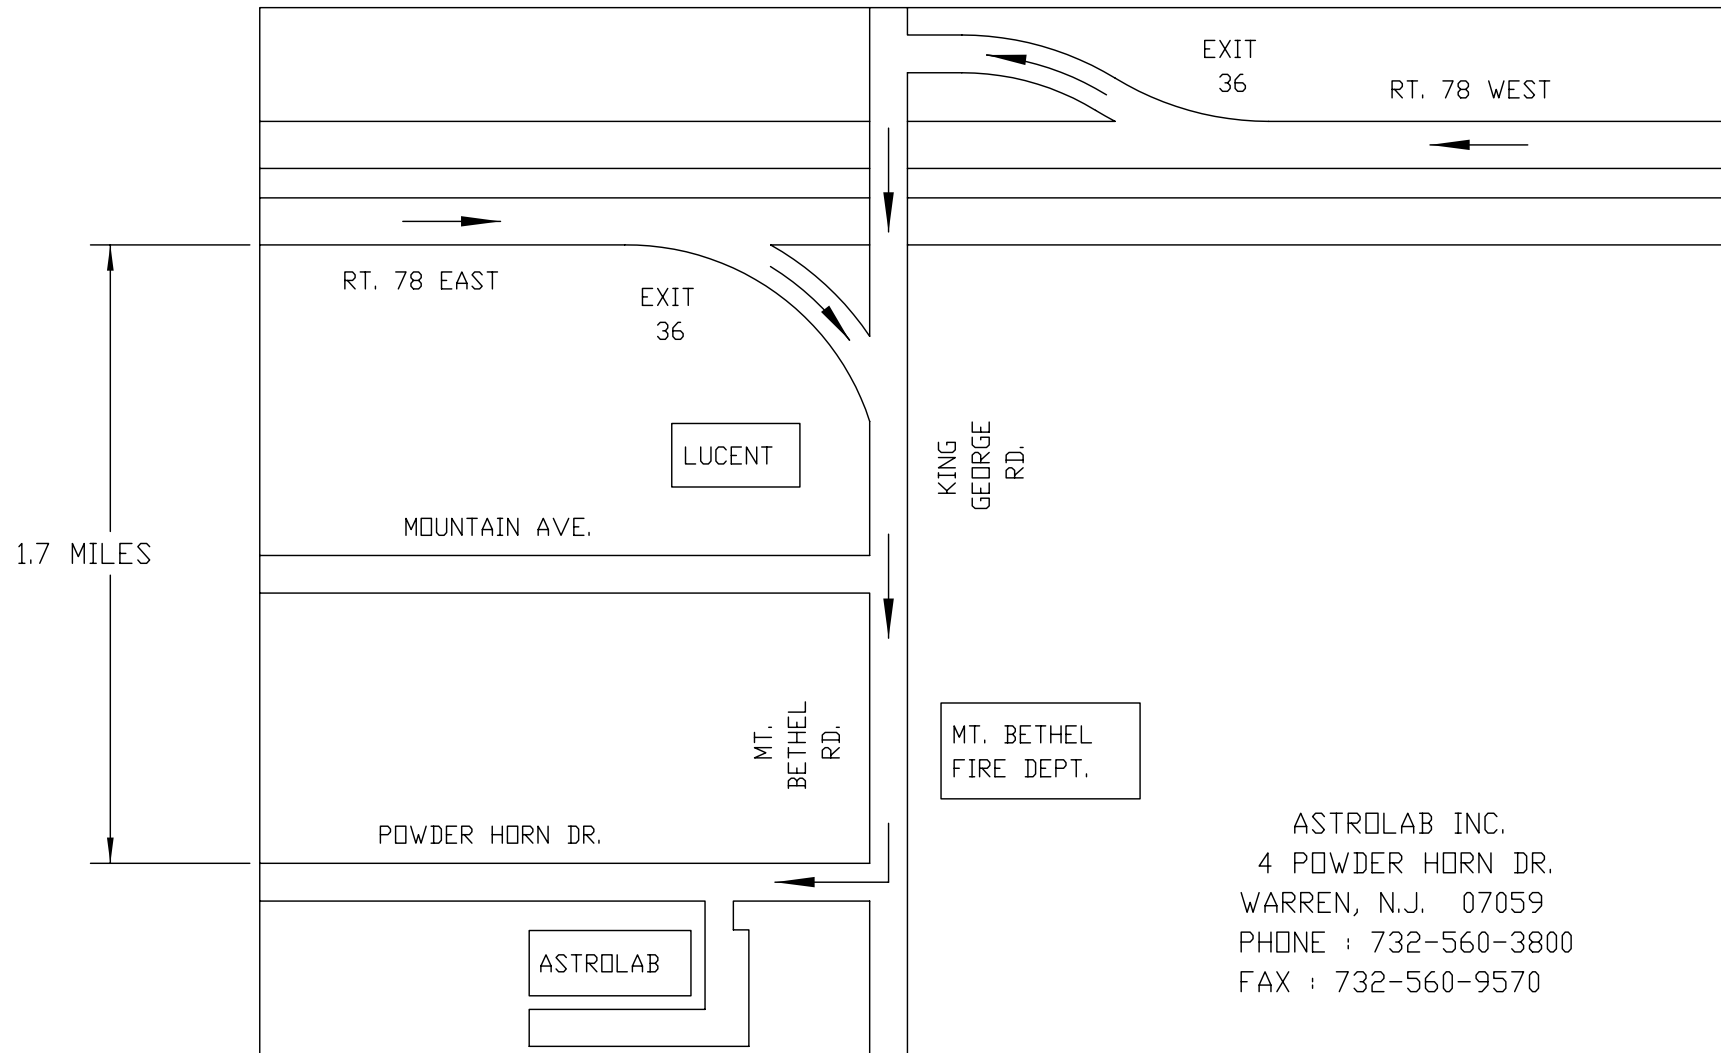 EXIT
36
RT. 78 WEST
RT. 78 EAST
EXIT
36
LUCENT
KING
GEORGE
RD.
MOUNTAIN AVE.
1.7 MILES
MT.
BETHEL
RD.
MT. BETHEL
FIRE DEPT.
POWDER HORN DR.
ASTROLAB
ASTROLAB INC.
4 POWDER HORN DR.
WARREN, N.J. 07059
PHONE : 732-560-3800
FAX : 732-560-9570